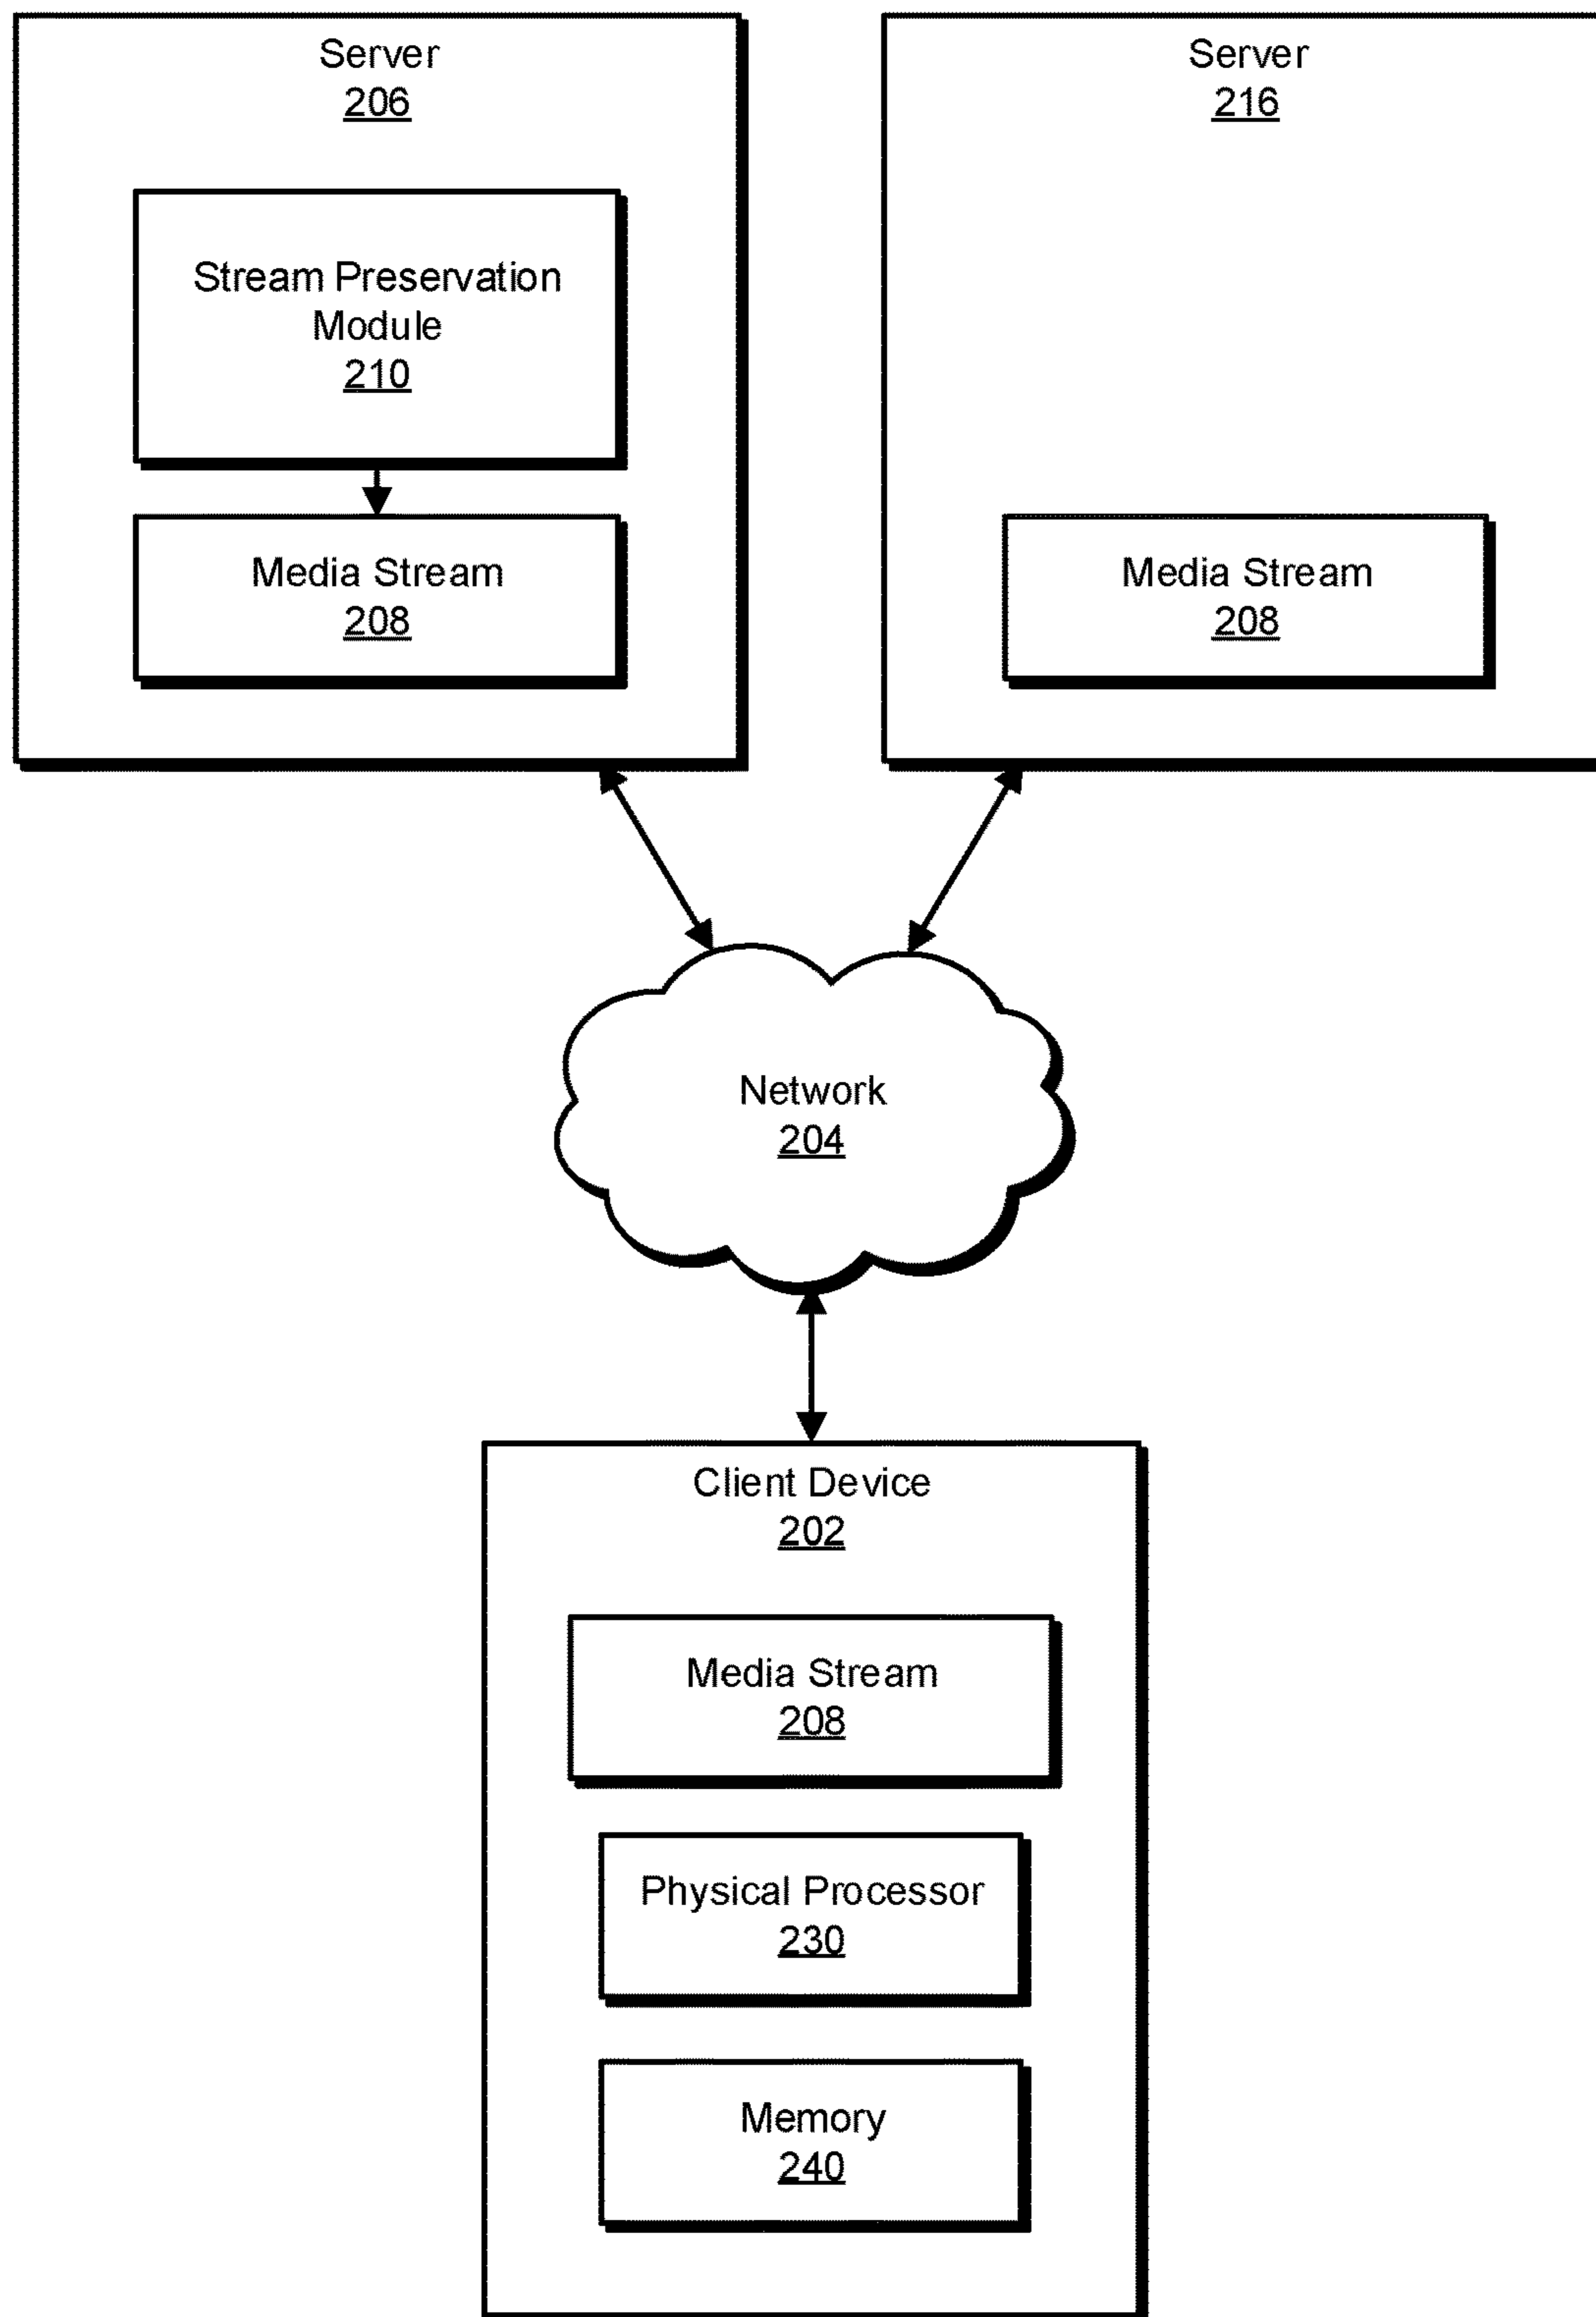 Server
206
Stream Preservation
Module
210
Media Stream
208
Server
216
Media Stream
208
Network
204
Client Device
202
Media Stream
208
Physical Processor
230
Memory
240